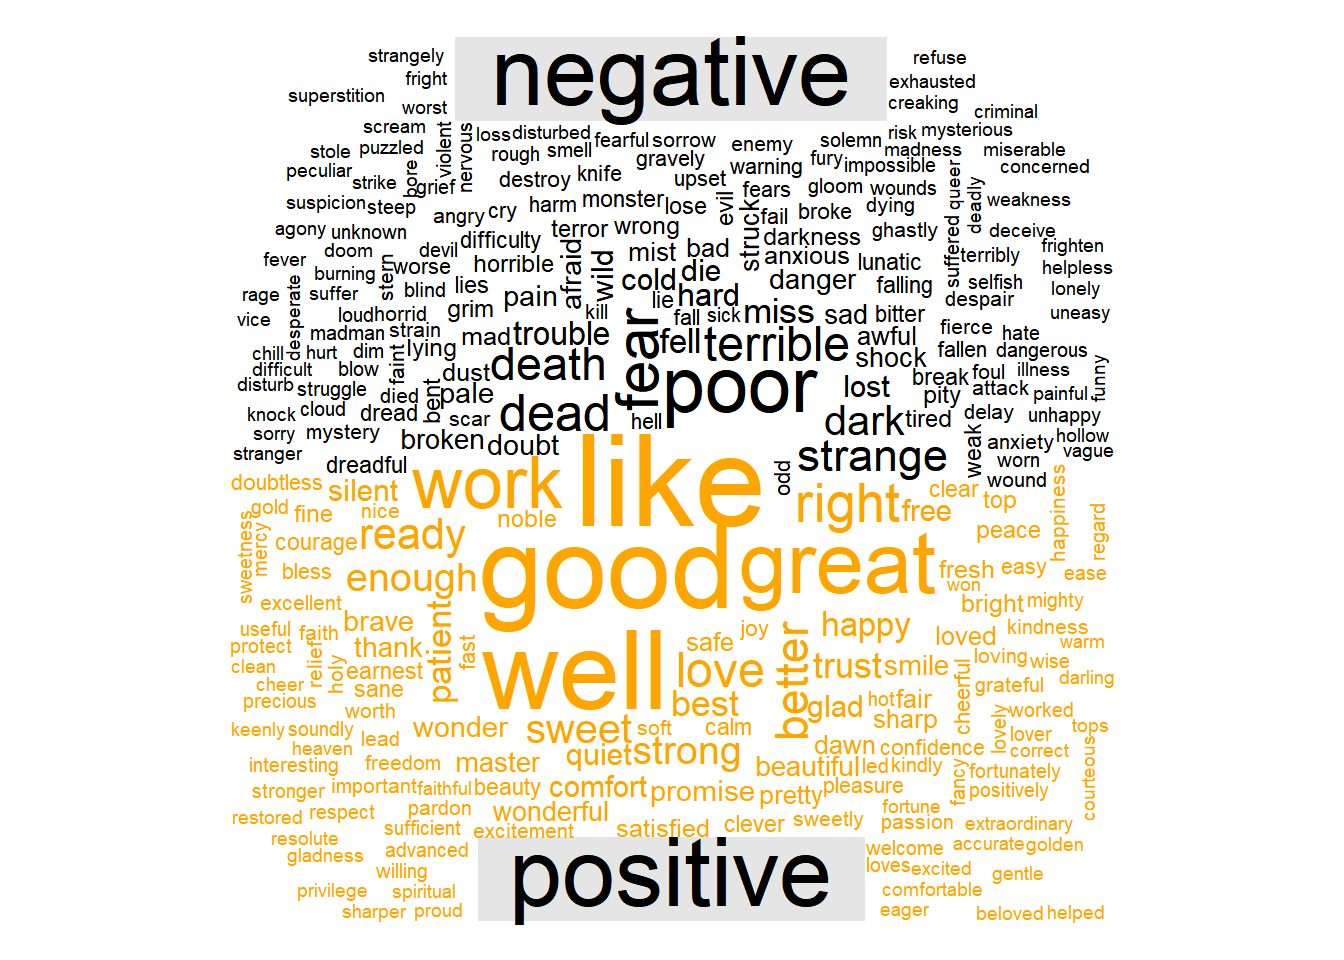 negative
strangely
refuse
fright
exhausted
superstition
worst
creaking
criminal
scream
violent
nervous
loss
disturbed
fearful
sorrow
enemy
solemn
risk
mysterious
stole
puzzled
rough
smell
gravely
warning
fury
impossible
madness
miserable
peculiar
strike
bore
grief
destroy
knife
upset
fears
gloom
wounds
suffered
queer
deadly
concerned
suspicion
steep
angry
cry
harm
monster
lose
evil
struck
fail
broke
dying
weakness
agony
unknown
devil
difficulty
terror
wrong
darkness
ghastly
deceive
fever
doom
stern
worse
horrible
afraid
wild
mist
bad
anxious
lunatic
terribly
frighten
burning
blind
lies
pain
cold
die
danger
falling
selfish
helpless
rage
desperate
suffer
loud
horrid
grim
kill
lie
hard
miss
sad
bitter
despair
lonely
vice
madman
strain
mad
trouble
fear
fall
sick
awful
fierce
hate
uneasy
chill
hurt
dim
faint
lying
death
fell
terrible
shock
fallen
dangerous
difficult
blow
dust
poor
lost
break
foul
illness
funny
disturb
struggle
died
bent
pale
dead
pity
attack
painful
knock
cloud
dread
scar
hell
dark
tired
delay
unhappy
sorry
mystery
broken
doubt
strange
weak
anxiety
hollow
stranger
dreadful
odd
worn
vague
wound
doubtless
silent
work
like
right
free
clear
top
happiness
gold
fine
nice
noble
peace
regard
sweetness
mercy
courage
ready
good
great
fresh
easy
ease
bless
enough
won
excellent
brave
patient
bright
mighty
useful
faith
thank
fast
well
safe
joy
better
happy
loved
kindness
protect
relief
holy
earnest
love
trust
smile
loving
wise
warm
clean
cheer
sane
best
glad
hot
fair
cheerful
grateful
darling
precious
worth
wonder
sweet
soft
calm
sharp
lovely
worked
keenly
soundly
lead
quiet
strong
dawn
confidence
lover
tops
heaven
correct
interesting
freedom
master
beautiful
led
kindly
fancy
fortunately
courteous
stronger
important
faithful
beauty
comfort
promise
pretty
pleasure
positively
restored
respect
pardon
wonderful
fortune
resolute
sufficient
excitement
satisfied
clever
sweetly
passion
extraordinary
gladness
advanced
welcome
accurate
golden
willing
loves
excited
gentle
privilege
spiritual
comfortable
sharper
proud
eager
beloved
helped
positive